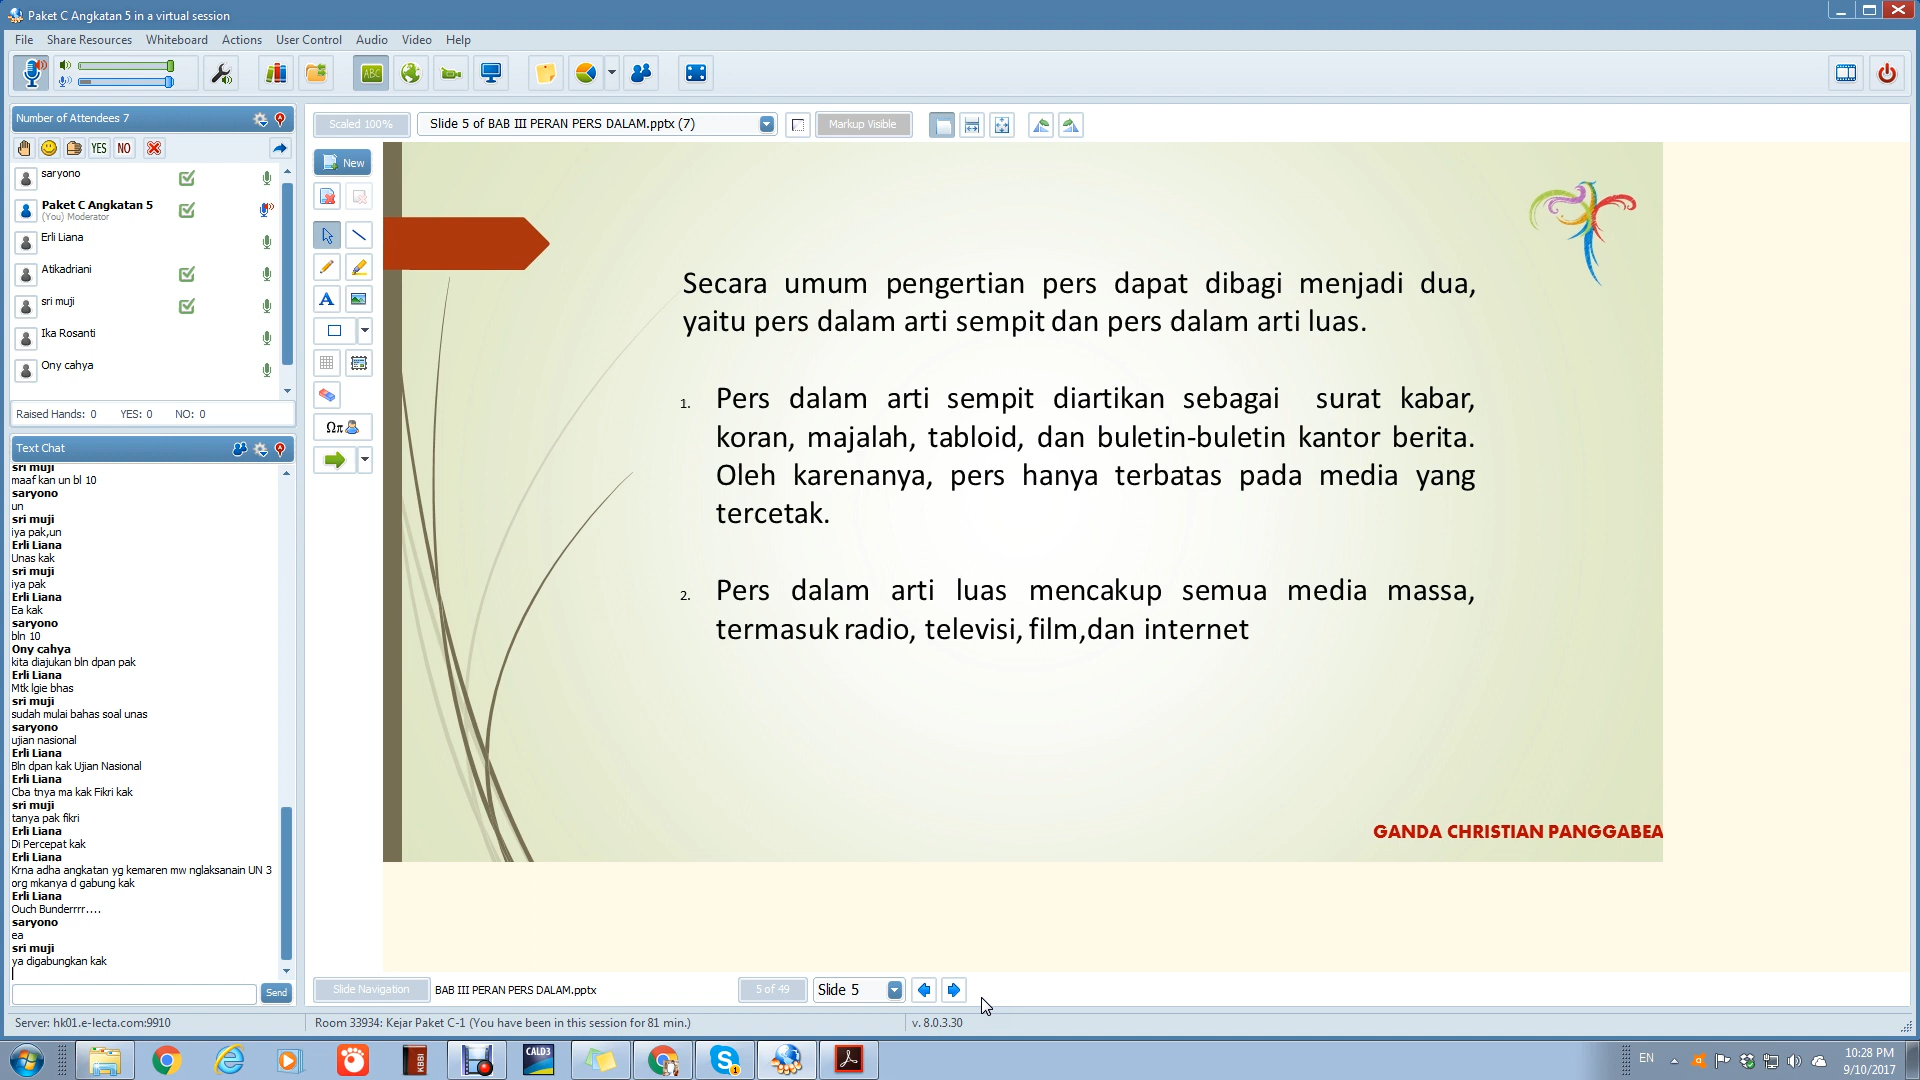 Paket C Angkatan 5 in a virtual session
File Share Resources Whiteboard Actions User Control Audio Video Help
ABC
Number of Attendees 7
YES NO
saryono
Paket C Angkatan 5
(You) Moderator
Erli Liana
Atikadriani
sri muji
Ika Rosanti
Ony cahya
Raised Hands: 0 YES: 0 NO: 0
Text Chat
sri muji
maaf kan un bl 10
saryono
un
sri muji
iya pak,un
Erli Liana
Unas kak
sri muji
iya pak
Erli Liana
Ea kak
saryono
bln 10
Ony cahya
kita diajukan bln dpan pak
Erli Liana
Mtk lgie bhas
sri muji
sudah mulai bahas soal unas
saryono
ujian nasional
Erli Liana
Bln dpan kak Ujian Nasional
Erli Liana
Cba tnya ma kak Fikri kak
sri muji
tanya pak fikri
Erli Liana
Di Percepat kak
Erli Liana
Krna adha angkatan yg kemaren mw nglaksanain UN 3
org mkanya d gabung kak
Erli Liana
Ouch Bunderrrr....
saryono
ea
sri muji
ya digabungkan kak
Send
Scaled 100%
Slide 5 of BAB III PERAN PERS DALAM.pptx (7)
Markup Visible
New
A
Ωπ
Secara umum pengertian pers dapat dibagi menjadi dua,
yaitu pers dalam arti sempit dan pers dalam arti luas.
1. Pers dalam arti sempit diartikan sebagai surat kabar,
koran, majalah, tabloid, dan buletin-buletin kantor berita.
Oleh karenanya, pers hanya terbatas pada media yang
tercetak.
2. Pers dalam arti luas mencakup semua media massa,
termasuk radio, televisi, film,dan internet
GANDA CHRISTIAN PANGGABEA
Slide Navigation
BAB III PERAN PERS DALAM.pptx
5 of 49
Slide 5
Server: hk01.e-lecta.com:9910
Room 33934: Kejar Paket C-1 (You have been in this session for 81 min.)
v. 8.0.3.30
KBBI
CALD3
EN
10:28 PM
9/10/2017